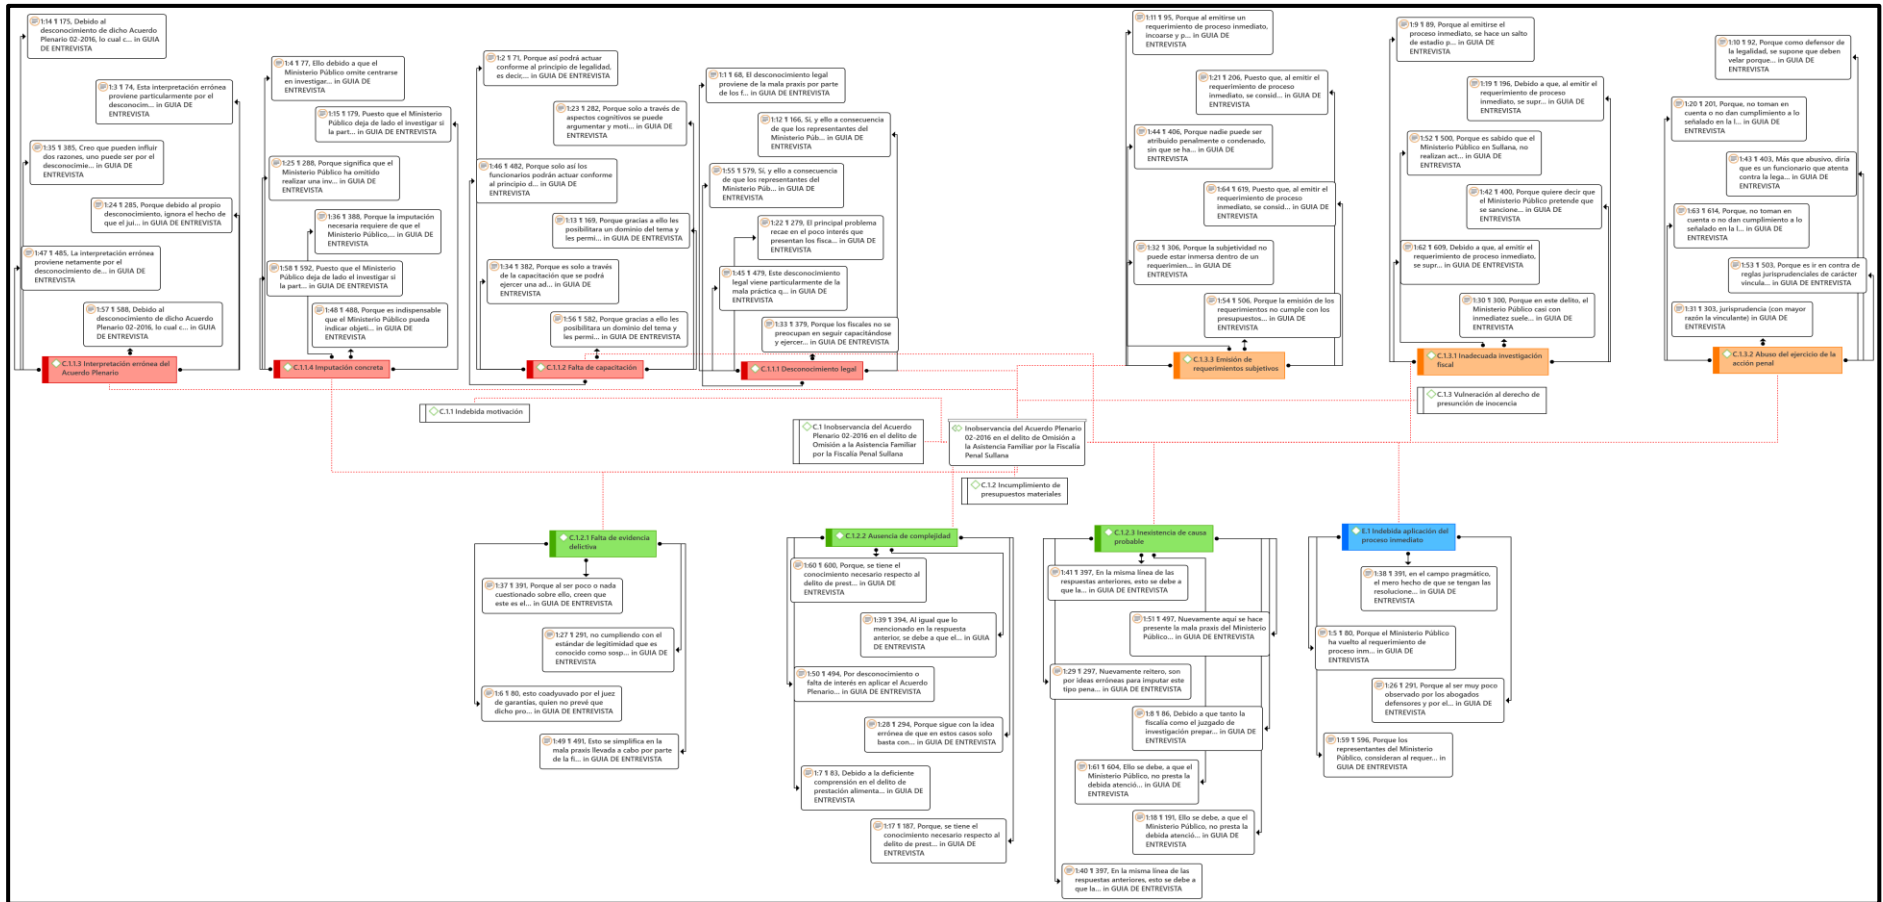 1:14 ¶ 175, Debido al
desconocimiento de dicho Acuerdo
Plenario 02-2016, lo cual c... in GUIA
DE ENTREVISTA
1:3 ¶ 74, Esta interpretación errónea
proviene particularmente por el
desconocim... in GUIA DE
ENTREVISTA
1:35 ¶ 385, Creo que pueden influir
dos razones, uno puede ser por el
desconocimie... in GUIA DE
ENTREVISTA
1:24 ¶ 285, Porque debido al propio
desconocimiento, ignora el hecho de
que el jui... in GUIA DE ENTREVISTA
1:47 ¶ 485, La interpretación errónea
proviene netamente por el
desconocimiento de... in GUIA DE
ENTREVISTA
1:57 ¶ 588, Debido al
desconocimiento de dicho Acuerdo
Plenario 02-2016, lo cual c... in GUIA
DE ENTREVISTA
C.1.1.3 Interpretación errónea del
Acuerdo Plenario
1:4 ¶ 77, Ello debido a que el
Ministerio Público omite centrarse
en investigar... in GUIA DE
ENTREVISTA
1:15 ¶ 179, Puesto que el Ministerio
Público deja de lado el investigar si
la part... in GUIA DE ENTREVISTA
1:25 ¶ 288, Porque significa que el
Ministerio Público ha omitido
realizar una inv... in GUIA DE
ENTREVISTA
1:36 ¶ 388, Porque la imputación
necesaria requiere de que el
Ministerio Público,... in GUIA DE
ENTREVISTA
1:58 ¶ 592, Puesto que el Ministerio
Público deja de lado el investigar si
la part... in GUIA DE ENTREVISTA
1:48 ¶ 488, Porque es indispensable
que el Ministerio Público pueda
indicar objeti... in GUIA DE
ENTREVISTA
C.1.1.4 Imputación concreta
1:2 ¶ 71, Porque así podrá actuar
conforme al principio de legalidad,
es decir,... in GUIA DE
ENTREVISTA
1:23 ¶ 282, Porque solo a través de
aspectos cognitivos se puede
argumentar y moti... in GUIA DE
ENTREVISTA
1:46 ¶ 482, Porque solo así los
funcionarios podrán actuar conforme
al principio d... in GUIA DE
ENTREVISTA
1:13 ¶ 169, Porque gracias a ello les
posibilitara un dominio del tema y
les permi... in GUIA DE
ENTREVISTA
1:34 ¶ 382, Porque es solo a través
de la capacitación que se podrá
ejercer una ad... in GUIA DE
ENTREVISTA
1:56 ¶ 582, Porque gracias a ello les
posibilitara un dominio del tema y
les permi... in GUIA DE
ENTREVISTA
C.1.1.2 Falta de capacitación
1:1 ¶ 68, El desconocimiento legal
proviene de la mala praxis por parte
de los f... in GUIA DE ENTREVISTA
1:12 ¶ 166, Si, y ello a consecuencia
de que los representantes del
Ministerio Púb... in GUIA DE
ENTREVISTA
1:55 ¶ 579, Si, y ello a consecuencia
de que los representantes del
Ministerio Púb... in GUIA DE
ENTREVISTA
1:22 ¶ 279, El principal problema
recae en el poco interés que
presentan los fisca... in GUIA DE
ENTREVISTA
1:45 ¶ 479, Este desconocimiento
legal viene particularmente de la
mala práctica q... in GUIA DE
ENTREVISTA
1:33 ¶ 379, Porque los fiscales no se
preocupan en seguir capacitándose
y ejercer... in GUIA DE ENTREVISTA
C.1.1.1 Desconocimiento legal
1:11 ¶ 95, Porque al emitirse un
requerimiento de proceso inmediato,
incoarse y p... in GUIA DE
ENTREVISTA
1:21 ¶ 206, Puesto que, al emitir el
requerimiento de proceso
inmediato, se consid... in GUIA DE
ENTREVISTA
1:44 ¶ 406, Porque nadie puede ser
atribuido penalmente o condenado,
sin que se ha... in GUIA DE
ENTREVISTA
1:64 ¶ 619, Puesto que, al emitir el
requerimiento de proceso
inmediato, se consid... in GUIA DE
ENTREVISTA
1:32 ¶ 306, Porque la subjetividad no
puede estar inmersa dentro de un
requerimien... in GUIA DE
ENTREVISTA
1:54 ¶ 506, Porque la emisión de los
requerimientos no cumple con los
presupuestos... in GUIA DE
ENTREVISTA
C.1.3.3 Emisión de
requerimientos subjetivos
1:9 ¶ 89, Porque al emitirse el
proceso inmediato, se hace un salto
de estadio p... in GUIA DE
ENTREVISTA
1:19 ¶ 196, Debido a que, al emitir el
requerimiento de proceso
inmediato, se supr... in GUIA DE
ENTREVISTA
1:52 ¶ 500, Porque es sabido que el
Ministerio Público en Sullana, no
realizan act... in GUIA DE
ENTREVISTA
1:42 ¶ 400, Porque quiere decir que
el Ministerio Público pretende que
se sancione... in GUIA DE
ENTREVISTA
1:62 ¶ 609, Debido a que, al emitir el
requerimiento de proceso
inmediato, se supr... in GUIA DE
ENTREVISTA
1:30 ¶ 300, Porque en este delito, el
Ministerio Público casi con
inmediatez suele... in GUIA DE
ENTREVISTA
C.1.3.1 Inadecuada investigación
fiscal
1:10 ¶ 92, Porque como defensor de
la legalidad, se supone que deben
velar porque... in GUIA DE
ENTREVISTA
1:20 ¶ 201, Porque, no toman en
cuenta o no dan cumplimiento a lo
señalado en la l... in GUIA DE
ENTREVISTA
1:43 ¶ 403, Más que abusivo, diría
que es un funcionario que atenta
contra la lega... in GUIA DE
ENTREVISTA
1:63 ¶ 614, Porque, no toman en
cuenta o no dan cumplimiento a lo
señalado en la l... in GUIA DE
ENTREVISTA
1:53 ¶ 503, Porque es ir en contra de
reglas jurisprudenciales de carácter
vincula... in GUIA DE ENTREVISTA
1:31 ¶ 303, jurisprudencia (con mayor
razón la vinculante) in GUIA DE
ENTREVISTA
C.1.3.2 Abuso del ejercicio de la
acción penal
C.1.1 Indebida motivación
C.1.3 Vulneración al derecho de
presunción de inocencia
C.1 Inobservancia del Acuerdo
Plenario 02-2016 en el delito de
Omisión a la Asistencia Familiar
por la Fiscalía Penal Sullana
Inobservancia del Acuerdo Plenario
02-2016 en el delito de Omisión a
la Asistencia Familiar por la Fiscalía
Penal Sullana
C.1.2 Incumplimiento de
presupuestos materiales
C.1.2.1 Falta de evidencia
delictiva
1:37 ¶ 391, Porque al ser poco o nada
cuestionado sobre ello, creen que
este es el... in GUIA DE ENTREVISTA
1:27 ¶ 291, no cumpliendo con el
estándar de legitimidad que es
conocido como sosp... in GUIA DE
ENTREVISTA
1:6 ¶ 80, esto coadyuvado por el juez
de garantías, quien no prevé que
dicho pro... in GUIA DE ENTREVISTA
1:49 ¶ 491, Esto se simplifica en la
mala praxis llevada a cabo por parte
de la fi... in GUIA DE ENTREVISTA
C.1.2.2 Ausencia de complejidad
1:60 ¶ 600, Porque, se tiene el
conocimiento necesario respecto al
delito de prest... in GUIA DE
ENTREVISTA
1:39 ¶ 394, Al igual que lo
mencionado en la respuesta
anterior, se debe a que el... in GUIA
DE ENTREVISTA
1:50 ¶ 494, Por desconocimiento o
falta de interés en aplicar el Acuerdo
Plenario... in GUIA DE ENTREVISTA
1:28 ¶ 294, Porque sigue con la idea
errónea de que en estos casos solo
basta con... in GUIA DE ENTREVISTA
1:7 ¶ 83, Debido a la deficiente
comprensión en el delito de
prestación alimenta... in GUIA DE
ENTREVISTA
1:17 ¶ 187, Porque, se tiene el
conocimiento necesario respecto al
delito de prest... in GUIA DE
ENTREVISTA
C.1.2.3 Inexistencia de cause
probable
1:41 ¶ 397, En la misma línea de las
respuestas anteriores, esto se debe a
que la... in GUIA DE ENTREVISTA
1:51 ¶ 497, Nuevamente aquí se hace
presente la mala praxis del Ministerio
Público... in GUIA DE ENTREVISTA
1:29 ¶ 297, Nuevamente reitero, son
por ideas erróneas para imputar este
tipo pena... in GUIA DE ENTREVISTA
1:8 ¶ 86, Debido a que tanto la
fiscalía como el juzgado de
investigación prepar... in GUIA DE
ENTREVISTA
1:61 ¶ 604, Ello se debe, a que el
Ministerio Público, no presta la
debida atenció... in GUIA DE
ENTREVISTA
1:18 ¶ 191, Ello se debe, a que el
Ministerio Público, no presta la
debida atenció... in GUIA DE
ENTREVISTA
1:40 ¶ 397, En la misma línea de las
respuestas anteriores, esto se debe a
que la... in GUIA DE ENTREVISTA
E.1 Indebida aplicación del
proceso inmediato
1:38 ¶ 391, en el campo pragmático,
el mero hecho de que se tengan las
resolucione... in GUIA DE
ENTREVISTA
1:5 ¶ 80, Porque el Ministerio Público
ha vuelto al requerimiento de
proceso inm... in GUIA DE
ENTREVISTA
1:26 ¶ 291, Porque al ser muy poco
observado por los abogados
defensores y por el... in GUIA DE
ENTREVISTA
1:59 ¶ 596, Porque los
representantes del Ministerio
Público, consideran al requer... in
GUIA DE ENTREVISTA